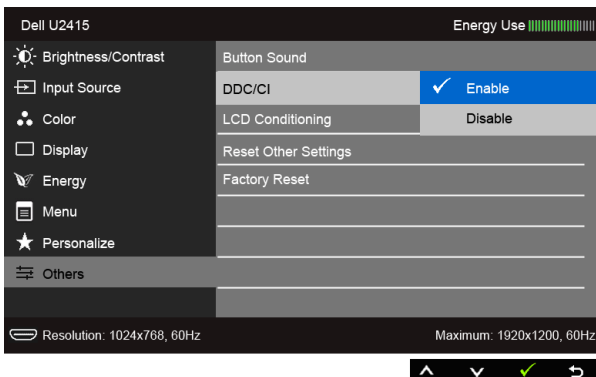 Dell U2415 Energy Use
Brightness/Contrast Button Sound
Input Source DDC/CI Enable
Color LCD Conditioning Disable
Display Reset Other Settings
Energy Factory Reset
Menu
Personalize
Others
Resolution: 1024x768, 60Hz Maximum: 1920x1200, 60Hz